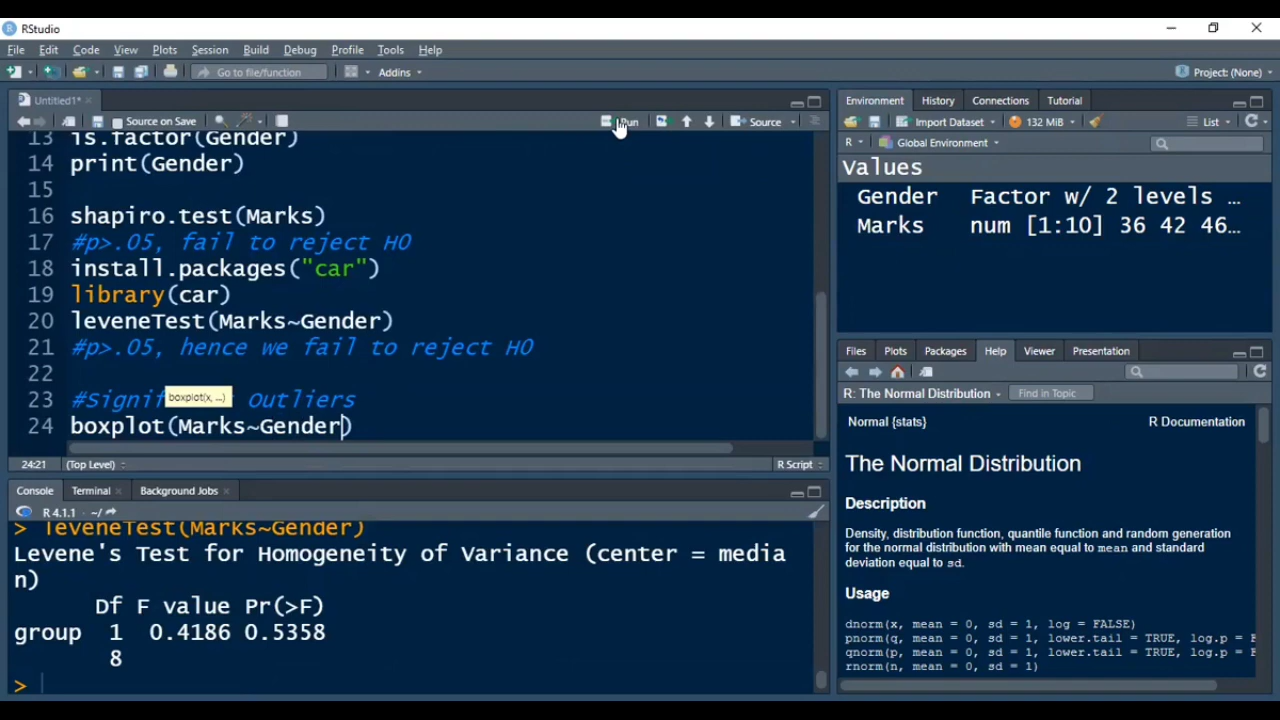 RStudio
File Edit Code View Plots Session Build Debug Profile Tools Help
Go to file/function Addins Project: (None)
Untitled1*
Source on Save Run Source
13 is.factor(Gender)
14 print(Gender)
15
16 shapiro.test(Marks)
17 #p>.05, fail to reject H0
18 install.packages("car")
19 library(car)
20 leveneTest(Marks~Gender)
21 #p>.05, hence we fail to reject H0
22
boxplot(x, ...)
23 #Signif Outliers
24 boxplot(Marks~Gender)
24:21 (Top Level) R Script
Console Terminal Background Jobs
R 4.1.1 · ~/
> leveneTest(Marks~Gender)
Levene's Test for Homogeneity of Variance (center = media
n)
Df F value Pr(>F)
group 1 0.4186 0.5358
8
>
Environment History Connections Tutorial
Import Dataset 132 MiB List
R Global Environment
Values
Gender Factor w/ 2 levels …
Marks num [1:10] 36 42 46…
Files Plots Packages Help Viewer Presentation
R: The Normal Distribution Find in Topic
Normal {stats} R Documentation
The Normal Distribution
Description
Density, distribution function, quantile function and random generation
for the normal distribution with mean equal to mean and standard
deviation equal to sd.
Usage
dnorm(x, mean = 0, sd = 1, log = FALSE)
pnorm(q, mean = 0, sd = 1, lower.tail = TRUE, log.p = F
qnorm(p, mean = 0, sd = 1, lower.tail = TRUE, log.p = F
rnorm(n, mean = 0, sd = 1)